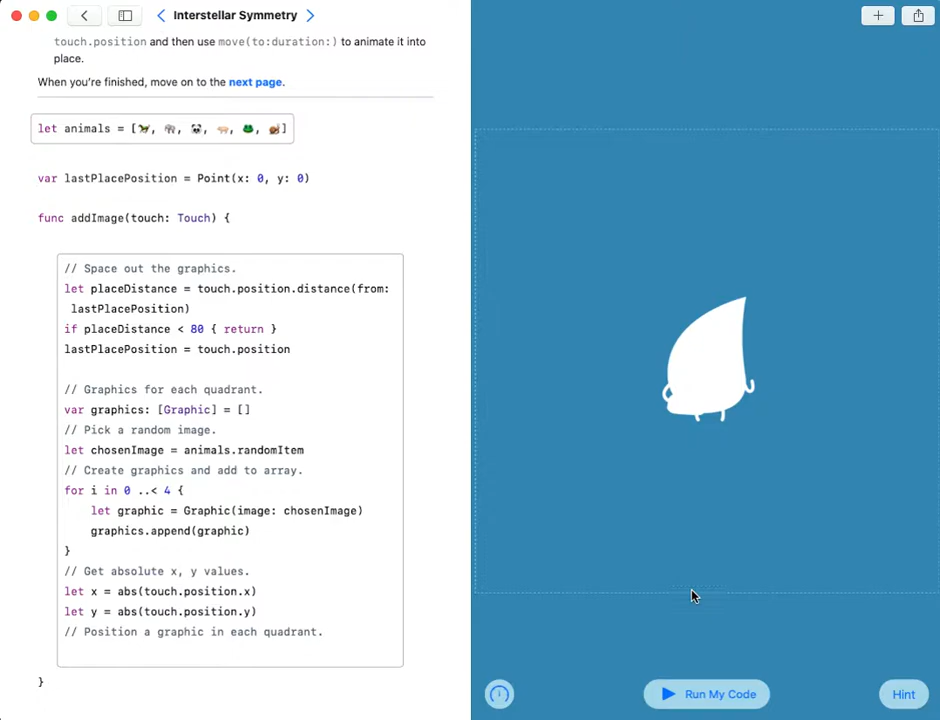 Interstellar Symmetry
touch.position and then use move(to:duration:) to animate it into
place.
When you're finished, move on to the next page.
let animals = [🐒, 🐘, 🐼, 🐖, 🐸, 🐌]
var lastPlacePosition = Point(x: 0, y: 0)
func addImage(touch: Touch) {
// Space out the graphics.
let placeDistance = touch.position.distance(from:
lastPlacePosition)
if placeDistance < 80 { return }
lastPlacePosition = touch.position
// Graphics for each quadrant.
var graphics: [Graphic] = []
// Pick a random image.
let chosenImage = animals.randomItem
// Create graphics and add to array.
for i in 0 ..< 4 {
let graphic = Graphic(image: chosenImage)
graphics.append(graphic)
}
// Get absolute x, y values.
let x = abs(touch.position.x)
let y = abs(touch.position.y)
// Position a graphic in each quadrant.
}
Run My Code
Hint